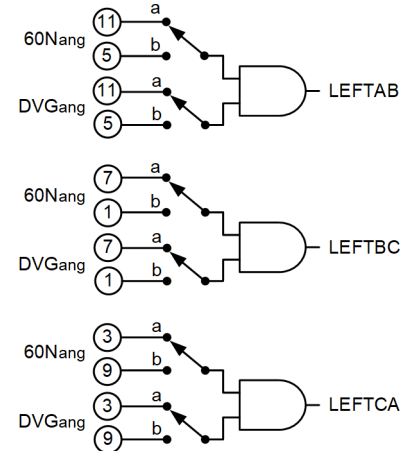 11 a
60Nang
5 b
11 a
DVGang
5 b
LEFTAB
7 a
60Nang
1 b
7 a
DVGang
1 b
LEFTBC
3 a
60Nang
9 b
3 a
DVGang
9 b
LEFTCA